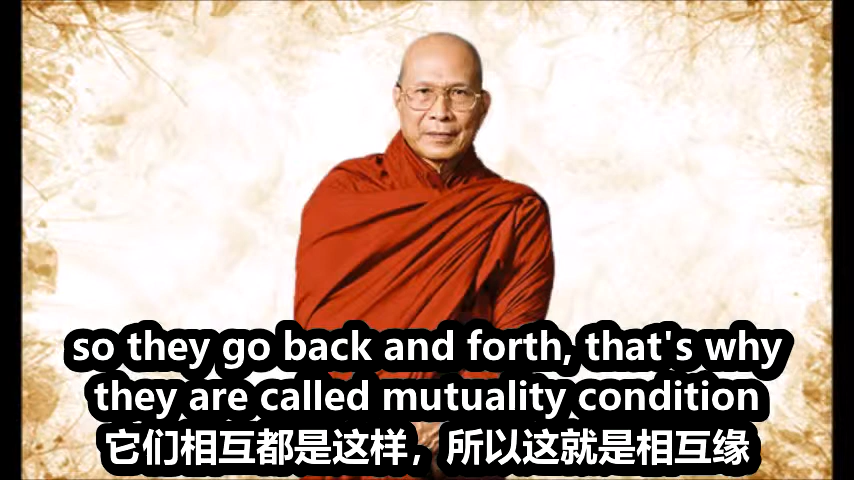 so they go back and forth, that's why
they are called mutuality condition
它们相互都是这样，所以这就是相互缘